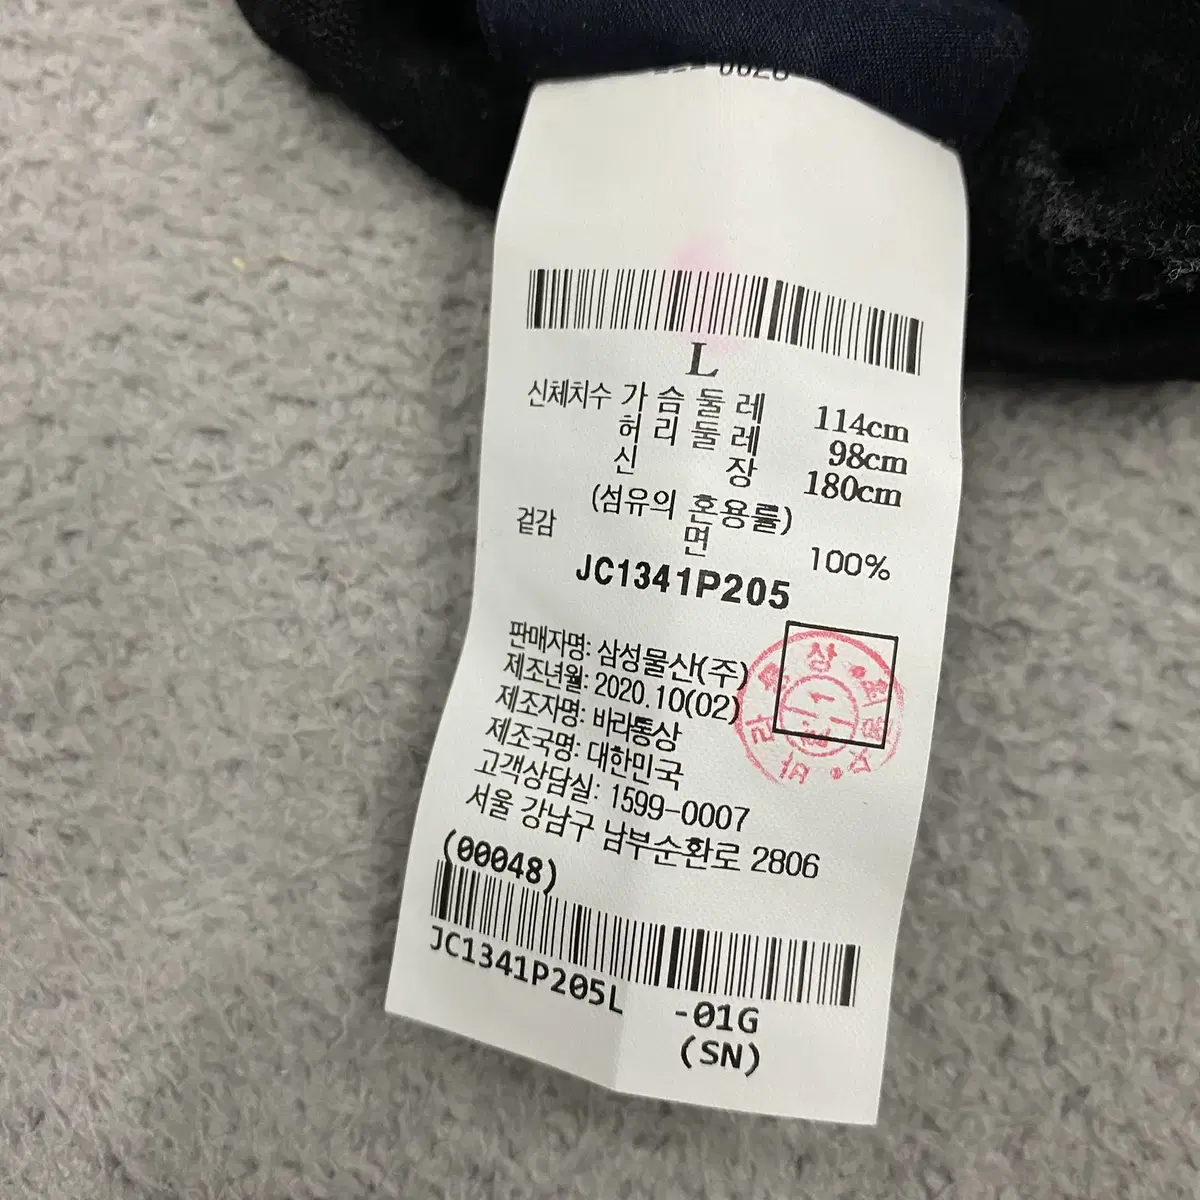 L
신체치수 가슴둘레 114cm
허리둘레 98cm
신장 180cm
(섬유의 혼용률)
겉감 면 100%
JC1341P205
판매자명: 삼성물산(주)
제조년월: 2020.10(02)
제조자명: 바라통상
제조국명: 대한민국
고객상담실: 1599-0007
서울 강남구 남부순환로 2806
(00048)
JC1341P205L -01G
(SN)